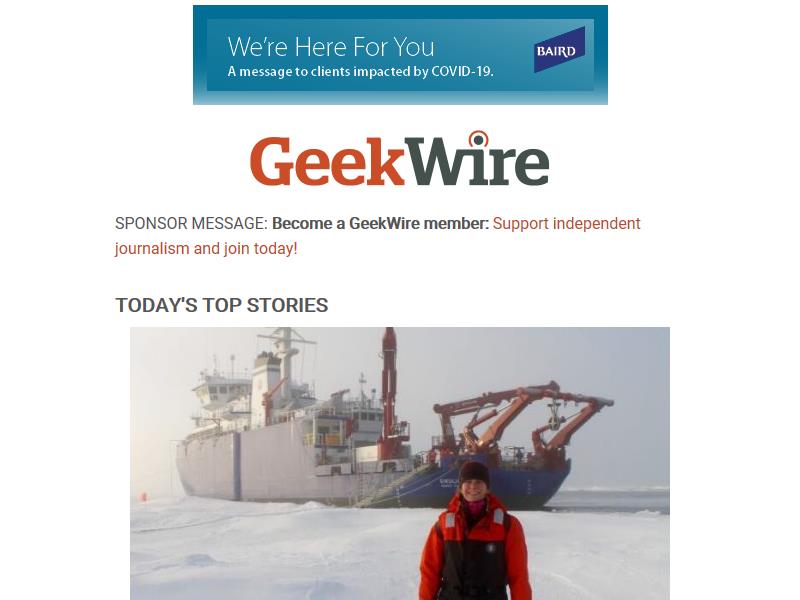 We're Here For You
A message to clients impacted by COVID-19.
BAIRD
GeekWire
SPONSOR MESSAGE: Become a GeekWire member: Support independent
journalism and join today!
TODAY'S TOP STORIES